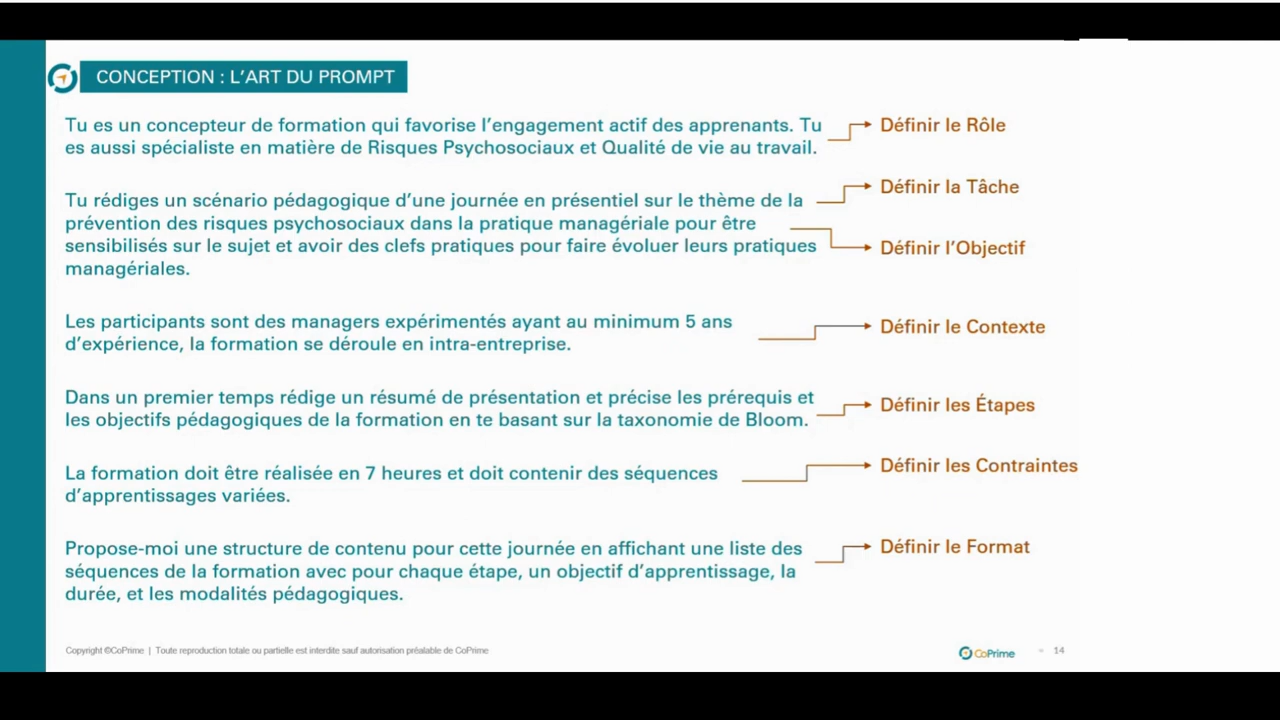 CONCEPTION : L'ART DU PROMPT
Tu es un concepteur de formation qui favorise l'engagement actif des apprenants. Tu
es aussi spécialiste en matière de Risques Psychosociaux et Qualité de vie au travail.
Définir le Rôle
Tu rédiges un scénario pédagogique d'une journée en présentiel sur le thème de la
prévention des risques psychosociaux dans la pratique managériale pour être
sensibilisés sur le sujet et avoir des clefs pratiques pour faire évoluer leurs pratiques
managériales.
Définir la Tâche
Définir l'Objectif
Les participants sont des managers expérimentés ayant au minimum 5 ans
d'expérience, la formation se déroule en intra-entreprise.
Définir le Contexte
Dans un premier temps rédige un résumé de présentation et précise les prérequis et
les objectifs pédagogiques de la formation en te basant sur la taxonomie de Bloom.
Définir les Étapes
La formation doit être réalisée en 7 heures et doit contenir des séquences
d'apprentissages variées.
Définir les Contraintes
Propose-moi une structure de contenu pour cette journée en affichant une liste des
séquences de la formation avec pour chaque étape, un objectif d'apprentissage, la
durée, et les modalités pédagogiques.
Définir le Format
Copyright ©CoPrime | Toute reproduction totale ou partielle est interdite sauf autorisation préalable de CoPrime
CoPrime
14